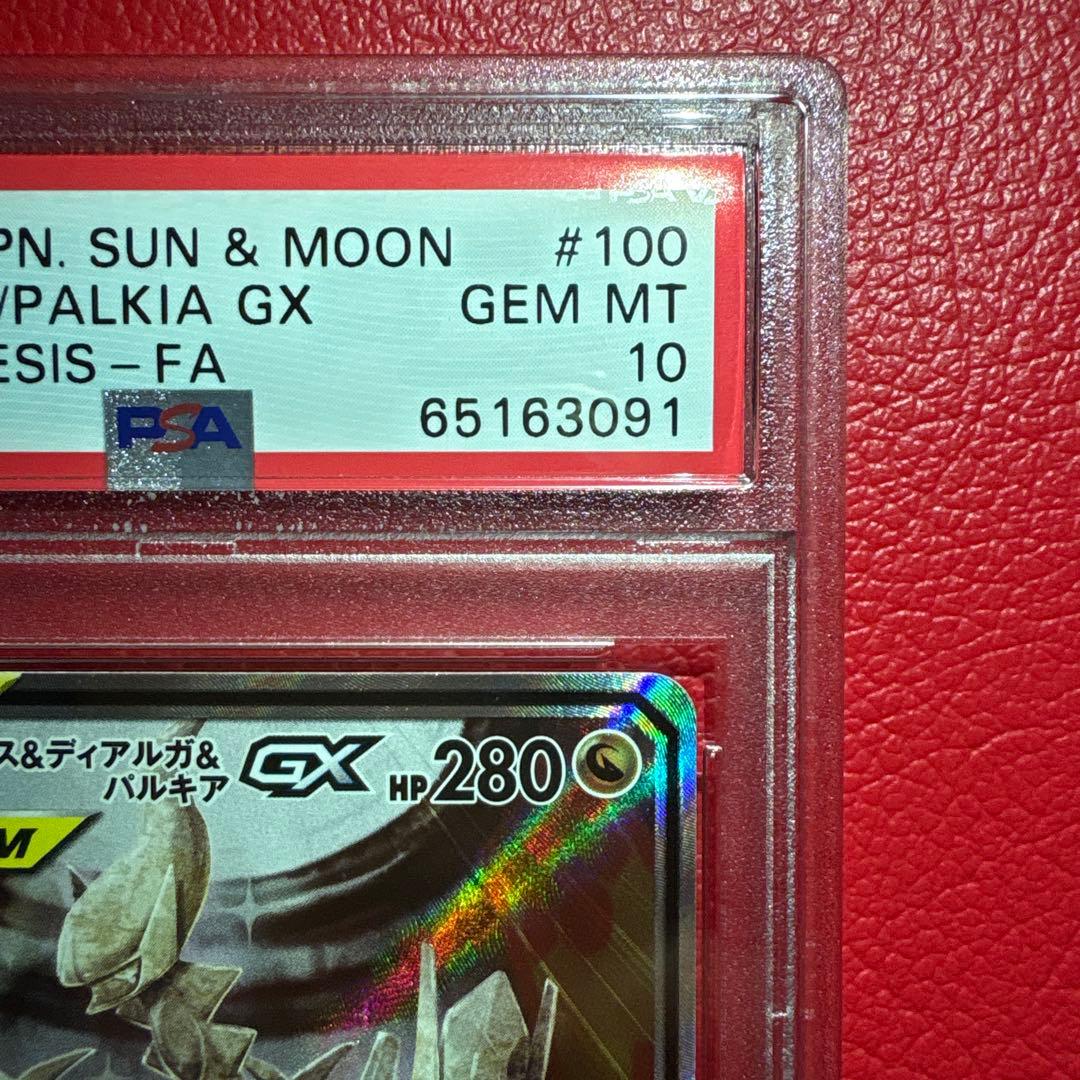 PN. SUN & MOON #100
/PALKIA GX GEM MT
ESIS - FA 10
PSA 65163091
ス&ディアルガ&
パルキア GX HP 280
M